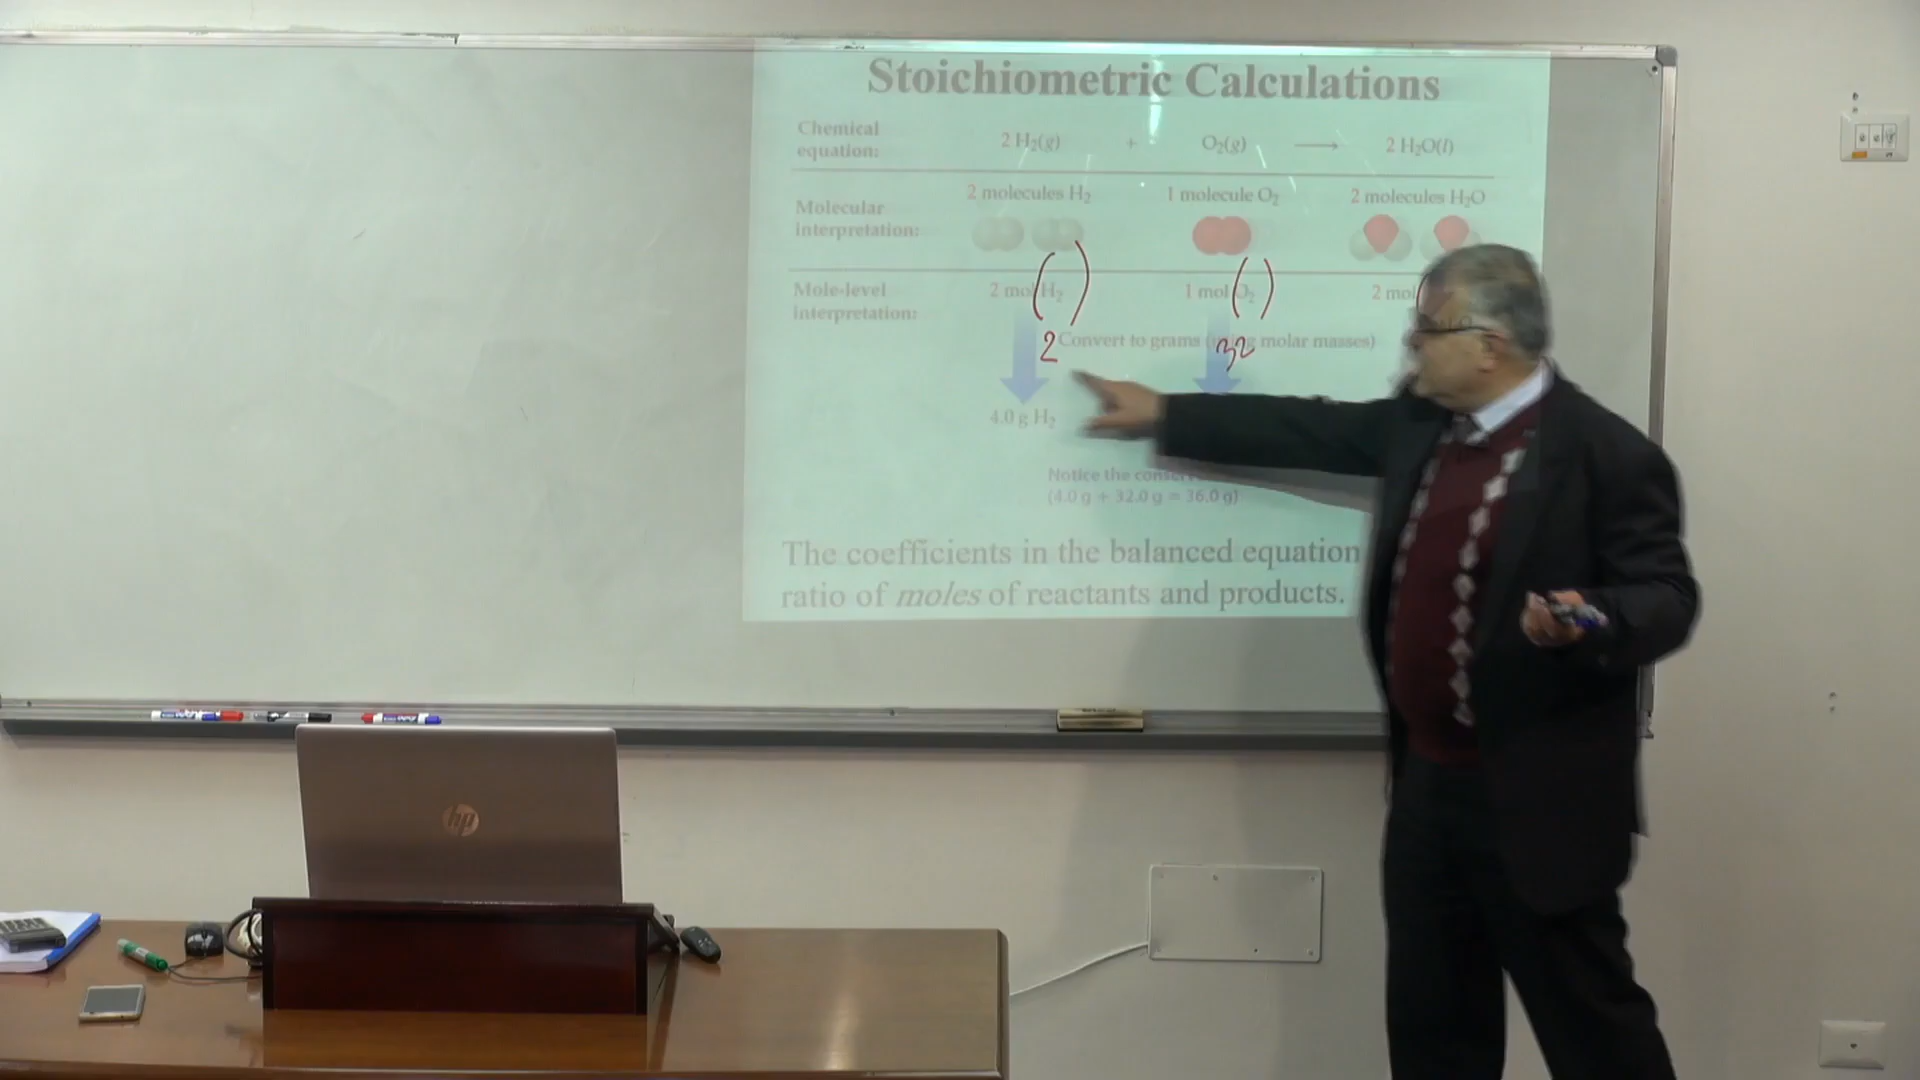 Stoichiometric Calculations
Chemical equation:
2 H₂(g) + O₂(g) ⟶ 2 H₂O(l)
Molecular interpretation:
2 molecules H₂ 1 molecule O₂ 2 molecules H₂O
Mole-level interpretation:
2 mol H₂ 1 mol O₂ 2 mol
( ) ( )
2 32
Convert to grams molar masses)
4.0 g H₂
Notice the
(4.0 g + 32.0 g = 36.0 g)
The coefficients in the balanced equation
ratio of moles of reactants and products.
hp